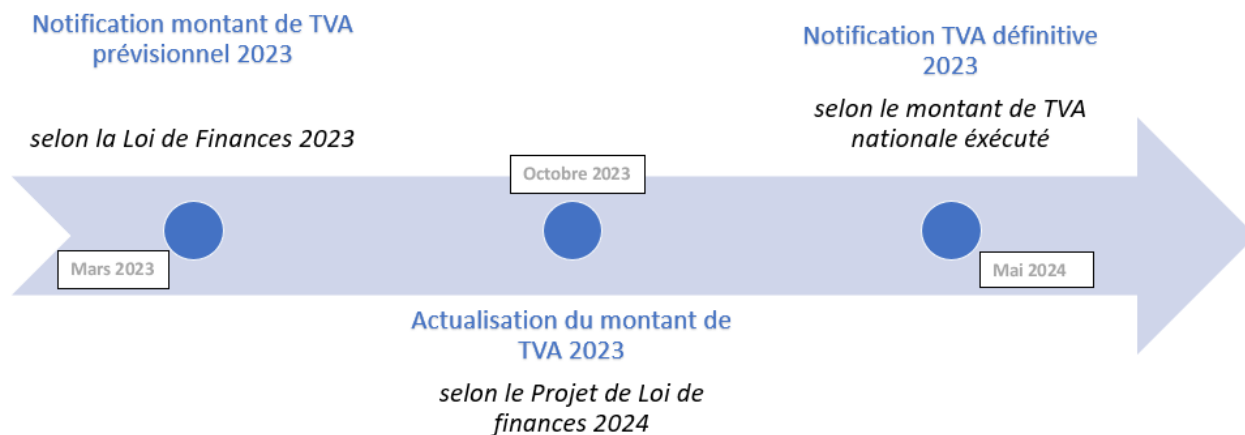 Notification montant de TVA
prévisionnel 2023
selon la Loi de Finances 2023
Mars 2023
Octobre 2023
Actualisation du montant de
TVA 2023
selon le Projet de Loi de
finances 2024
Notification TVA définitive
2023
selon le montant de TVA
nationale éxécuté
Mai 2024